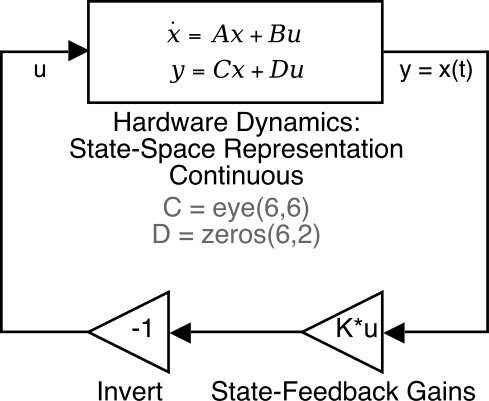 ẋ = Ax + Bu
y = Cx + Du
u
y = x(t)
Hardware Dynamics:
State-Space Representation
Continuous
C = eye(6,6)
D = zeros(6,2)
-1
K*u
Invert
State-Feedback Gains